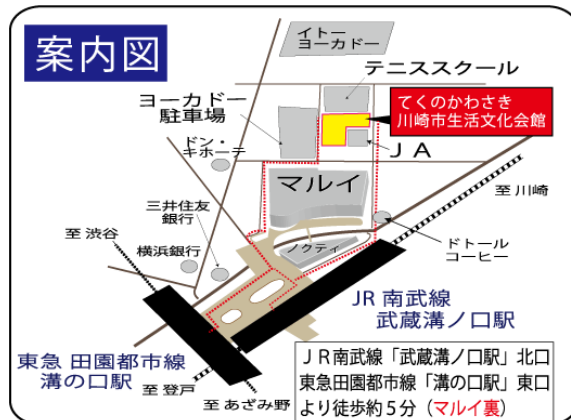 案内図
イトー
ヨーカドー
テニススクール
ヨーカドー
駐車場
てくのかわさき
川崎市生活文化会館
JA
ドン・
キホーテ
マルイ
至 川崎
三井住友
銀行
至 渋谷
横浜銀行
ノクティ
ドトール
コーヒー
JR 南武線
武蔵溝ノ口駅
東急 田園都市線
溝の口駅
至 登戸
至 あざみ野
JR南武線「武蔵溝ノ口駅」北口
東急田園都市線「溝の口駅」東口
より徒歩約5分(マルイ裏)